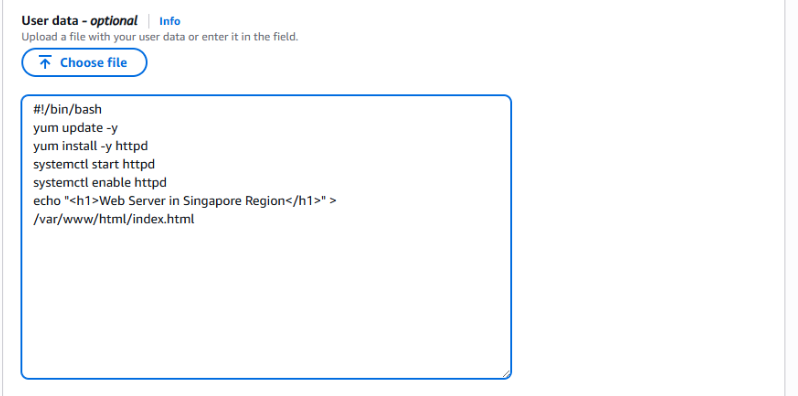 User data - optional | Info
Upload a file with your user data or enter it in the field.
Choose file
#!/bin/bash
yum update -y
yum install -y httpd
systemctl start httpd
systemctl enable httpd
echo "<h1>Web Server in Singapore Region</h1>" >
/var/www/html/index.html